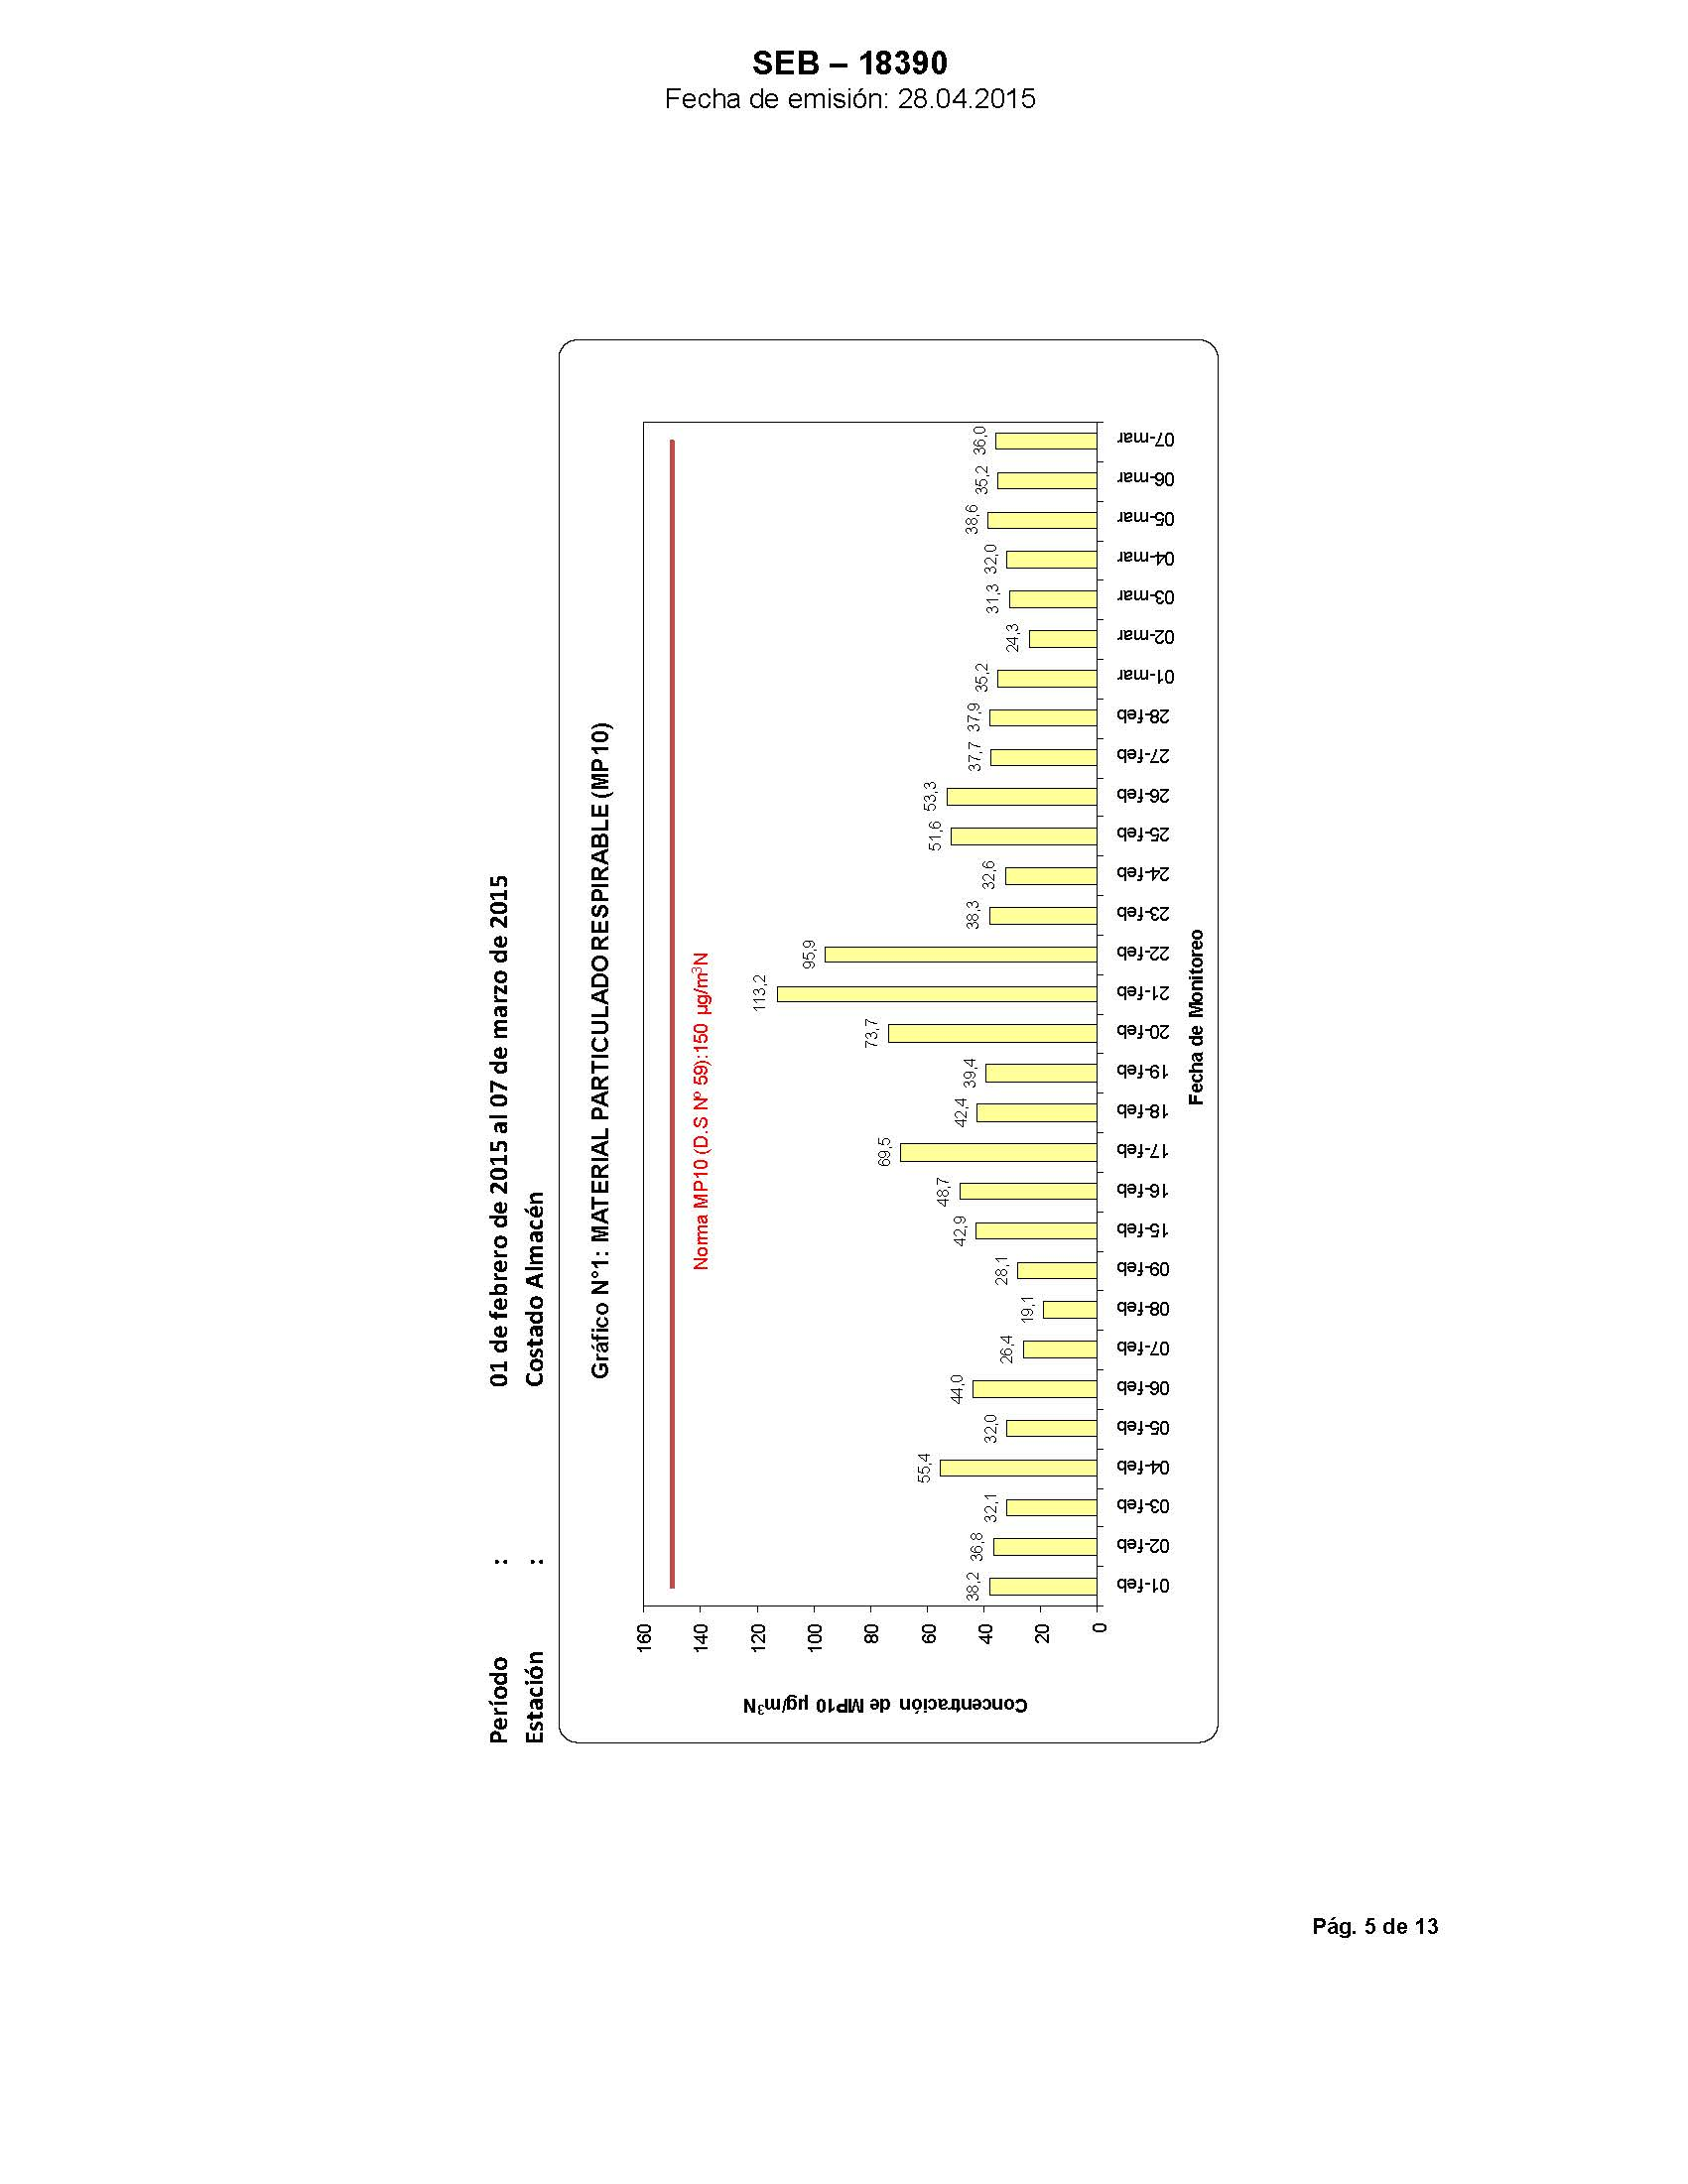 SEB – 18390
Fecha de emisión: 28.04.2015
Período : 01 de febrero de 2015 al 07 de marzo de 2015
Estación : Costado Almacén
Gráfico N°1: MATERIAL PARTICULADO RESPIRABLE (MP10)
Norma MP10 (D.S Nº 59):150 µg/m³N
Concentración de MP10 µg/m³N
160
140
120
100
80
60
40
20
0
38,2
36,8
32,1
55,4
32,0
44,0
26,4
19,1
28,1
42,9
48,7
69,5
42,4
39,4
73,7
113,2
95,9
38,3
32,6
51,6
53,3
37,7
37,9
35,2
24,3
31,3
32,0
38,6
35,2
36,0
01-feb
02-feb
03-feb
04-feb
05-feb
06-feb
07-feb
08-feb
09-feb
15-feb
16-feb
17-feb
18-feb
19-feb
20-feb
21-feb
22-feb
23-feb
24-feb
25-feb
26-feb
27-feb
28-feb
01-mar
02-mar
03-mar
04-mar
05-mar
06-mar
07-mar
Fecha de Monitoreo
Pág. 5 de 13